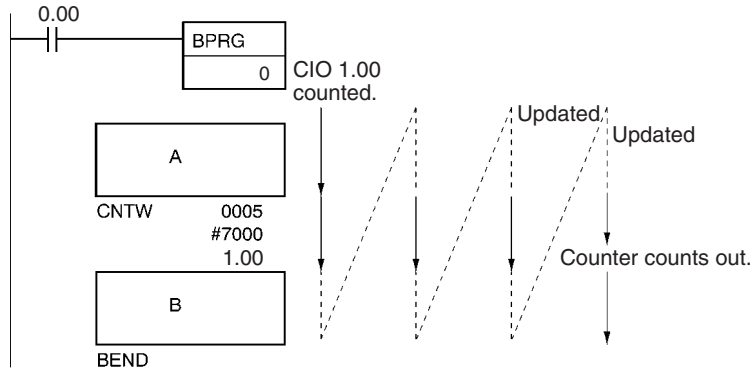 0.00
BPRG
0
CIO 1.00
counted.
Updated
Updated
A
CNTW 0005
#7000
1.00
Counter counts out.
B
BEND